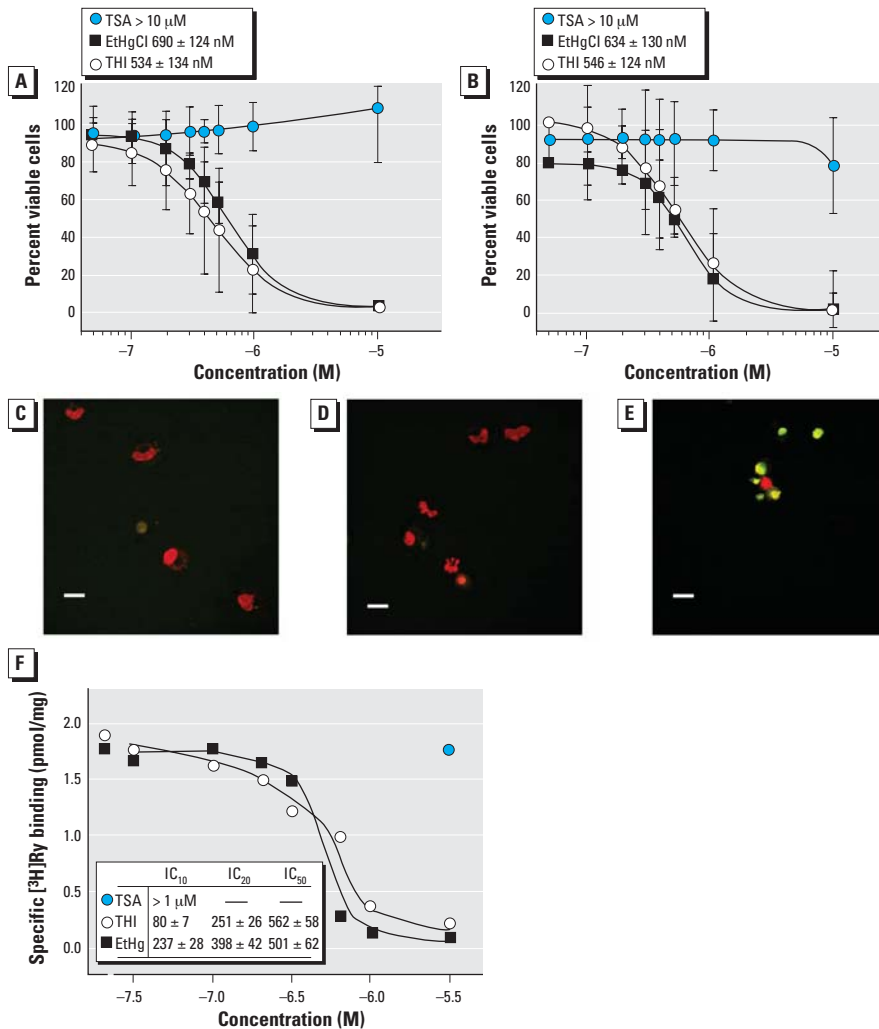 TSA > 10 μM
EtHgCl 690 ± 124 nM
THI 534 ± 134 nM
A
120
100
80
60
40
20
0
Percent viable cells
–7
–6
–5
Concentration (M)
TSA > 10 μM
EtHgCl 634 ± 130 nM
THI 546 ± 124 nM
B
120
100
80
60
40
20
0
Percent viable cells
–7
–6
–5
Concentration (M)
C
D
E
F
Specific [³H]Ry binding (pmol/mg)
2.0
1.5
1.0
0.5
0.0
IC₁₀ IC₂₀ IC₅₀
TSA > 1 μM — —
THI 80 ± 7 251 ± 26 562 ± 58
EtHg 237 ± 28 398 ± 42 501 ± 62
–7.5 –7.0 –6.5 –6.0 –5.5
Concentration (M)